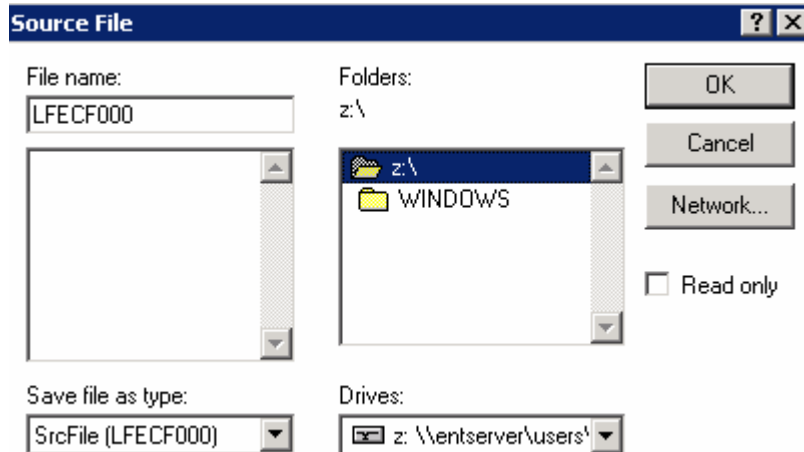 Source File
File name:
LFECF000
Folders:
z:\
z:\
WINDOWS
OK
Cancel
Network...
Read only
Save file as type:
SrcFile (LFECF000)
Drives:
z: \\entserver\users\